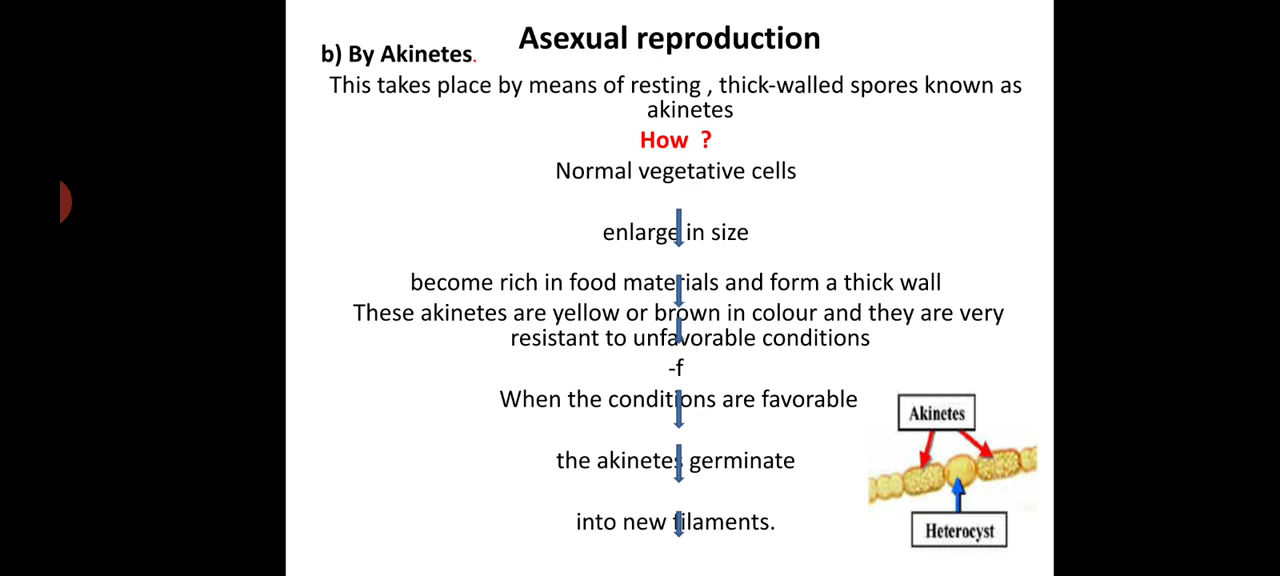 Asexual reproduction
b) By Akinetes.
This takes place by means of resting , thick-walled spores known as
akinetes
How ?
Normal vegetative cells
enlarge in size
become rich in food materials and form a thick wall
These akinetes are yellow or brown in colour and they are very
resistant to unfavorable conditions
-f
When the conditions are favorable
the akinetes germinate
into new filaments.
Akinetes
Heterocyst